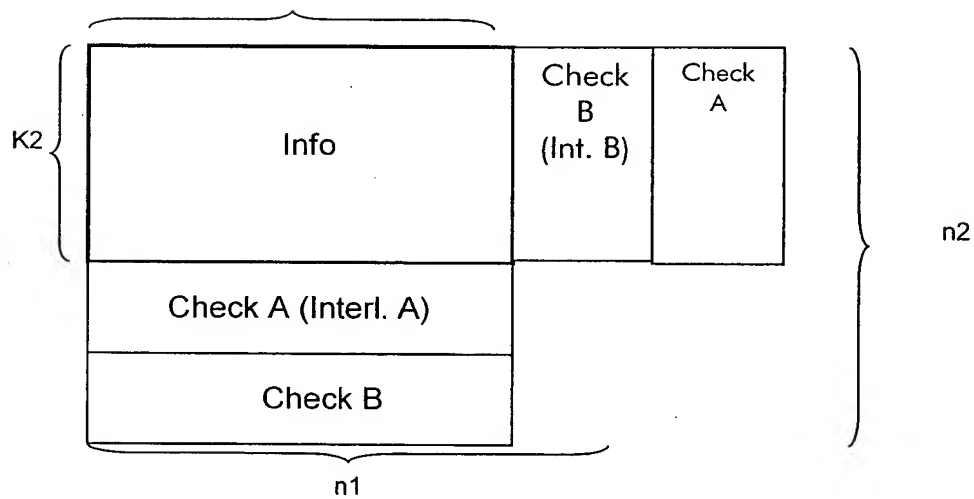 K2
Info
Check
B
(Int. B)
Check
A
n2
Check A (Interl. A)
Check B
n1